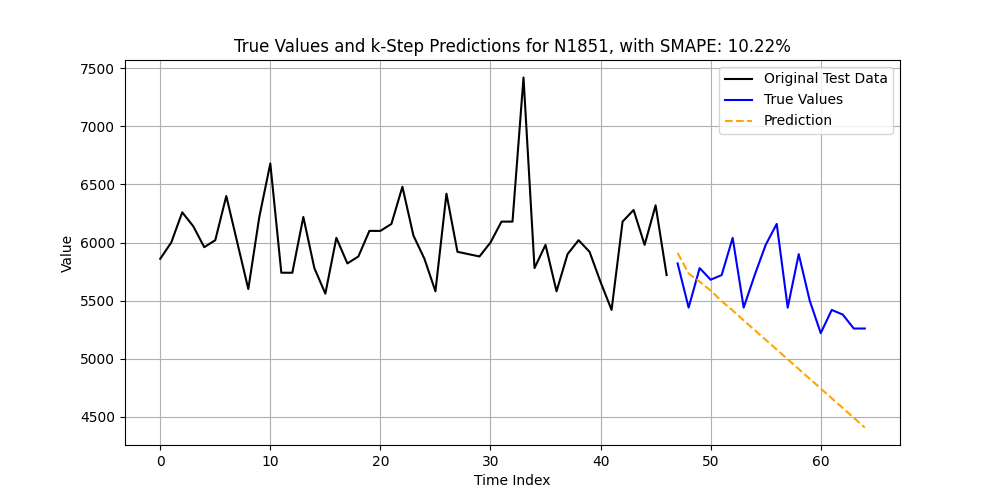 True Values and k-Step Predictions for N1851, with SMAPE: 10.22%
7500
7000
6500
6000
5500
5000
4500
Value
Original Test Data
True Values
Prediction
0 10 20 30 40 50 60
Time Index